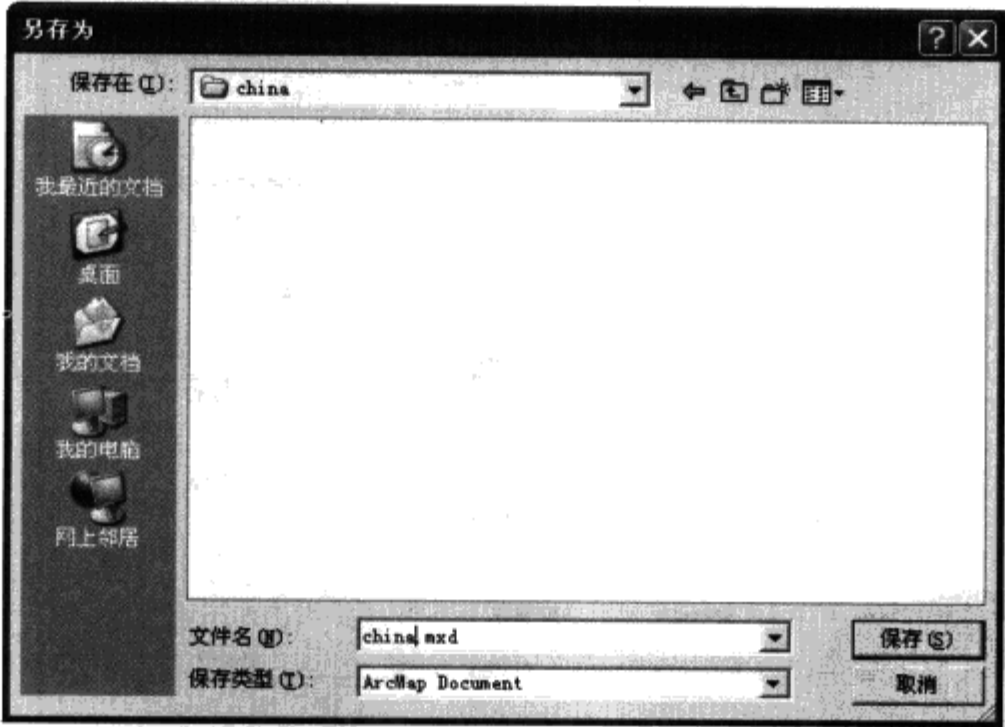 另存为
保存在(I):
china
我最近的文档
桌面
我的文档
我的电脑
网上邻居
文件名(N):
china.mxd
保存(S)
保存类型(T):
ArcMap Document
取消